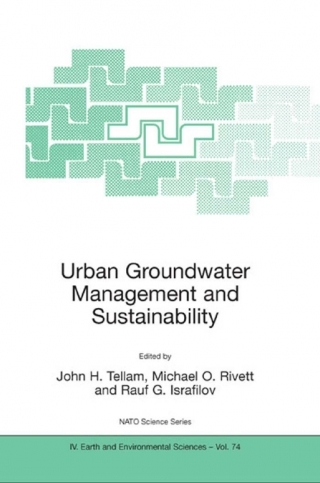 Urban Groundwater
Management and
Sustainability
Edited by
John H. Tellam, Michael O. Rivett
and Rauf G. Israfilov
NATO Science Series
IV. Earth and Environmental Sciences – Vol. 74